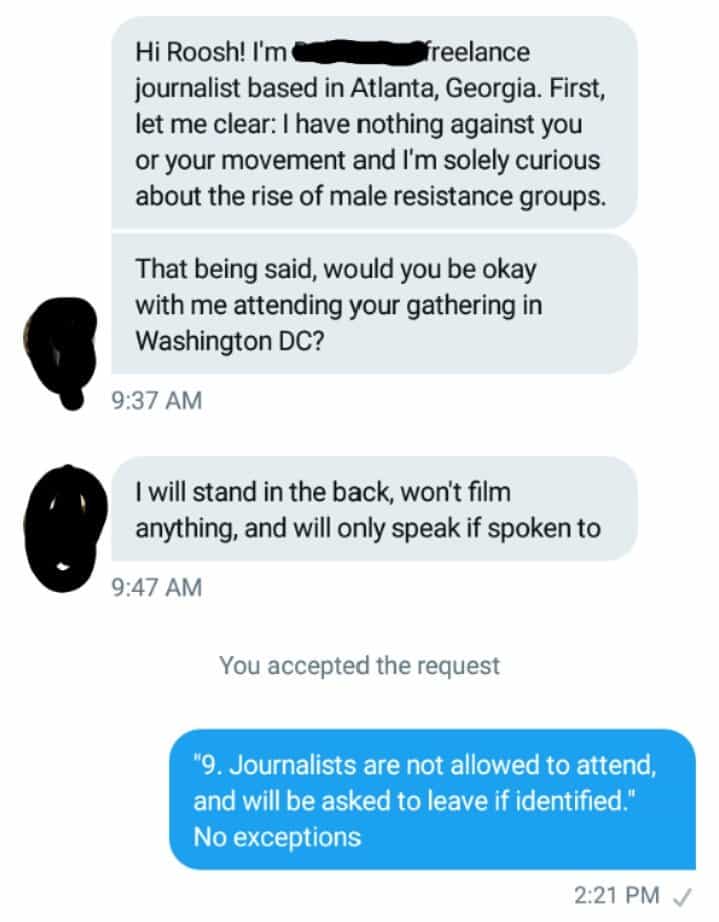 Hi Roosh! I'm freelance
journalist based in Atlanta, Georgia. First,
let me clear: I have nothing against you
or your movement and I'm solely curious
about the rise of male resistance groups.
That being said, would you be okay
with me attending your gathering in
Washington DC?
9:37 AM
I will stand in the back, won't film
anything, and will only speak if spoken to
9:47 AM
You accepted the request
"9. Journalists are not allowed to attend,
and will be asked to leave if identified."
No exceptions
2:21 PM